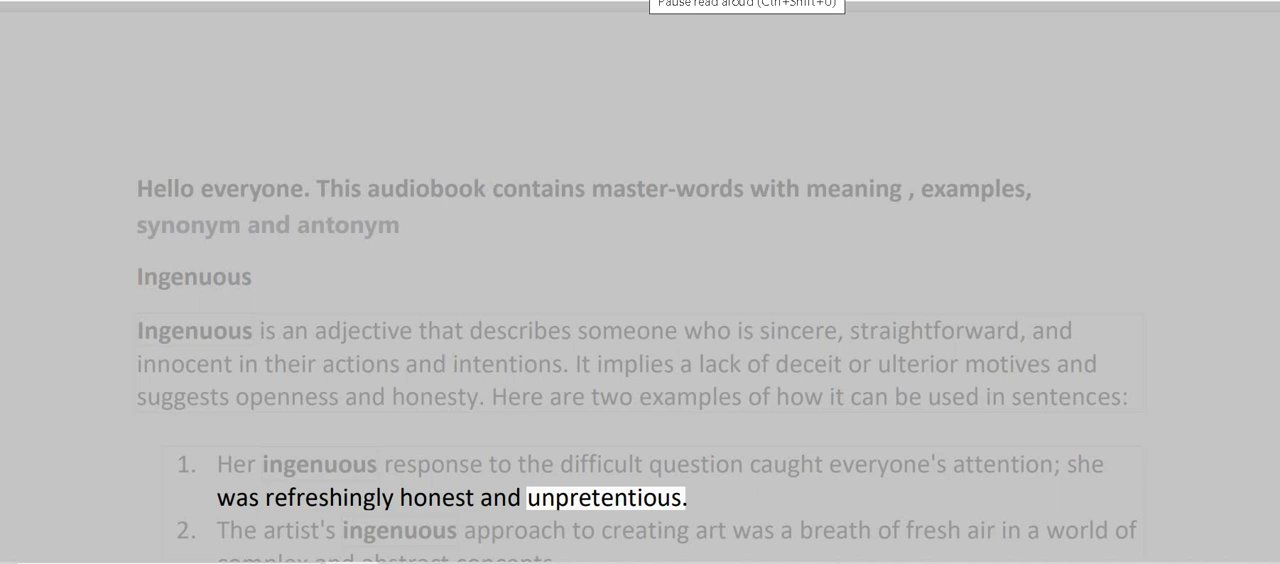 Pause read aloud (Ctrl+Shift+U)
Hello everyone. This audiobook contains master-words with meaning , examples,
synonym and antonym
Ingenuous
Ingenuous is an adjective that describes someone who is sincere, straightforward, and
innocent in their actions and intentions. It implies a lack of deceit or ulterior motives and
suggests openness and honesty. Here are two examples of how it can be used in sentences:
1. Her ingenuous response to the difficult question caught everyone's attention; she
was refreshingly honest and unpretentious.
2. The artist's ingenuous approach to creating art was a breath of fresh air in a world of
complex and abstract concepts.